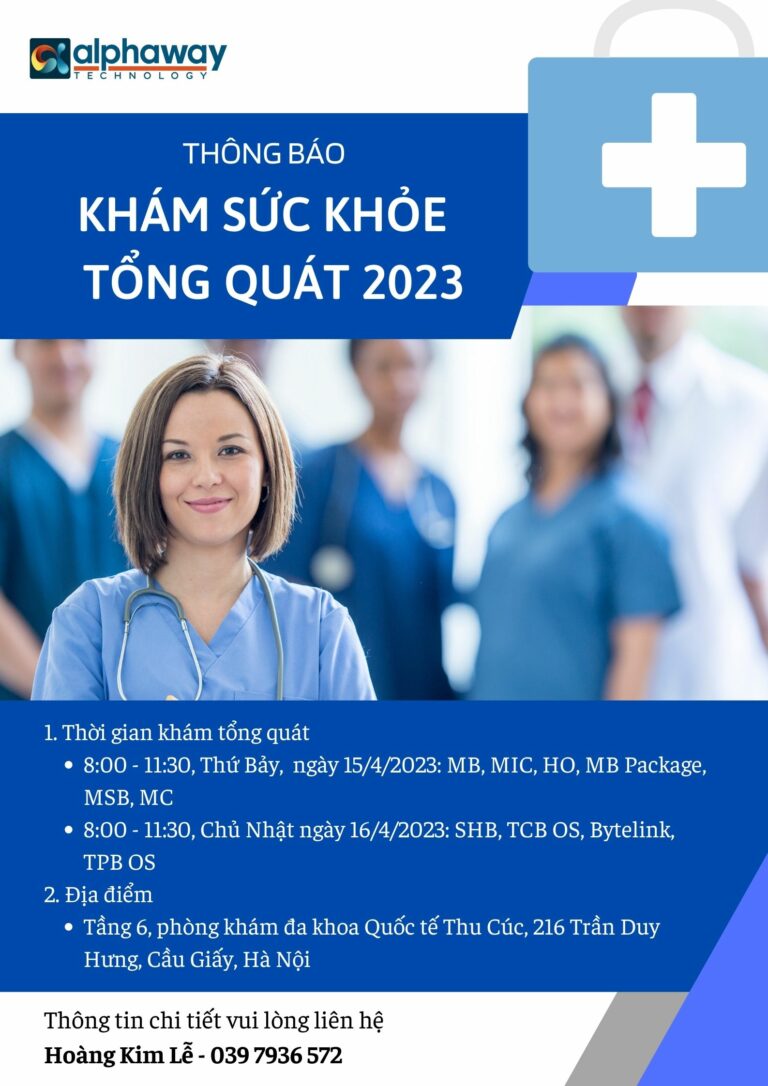 alphaway
TECHNOLOGY
THÔNG BÁO
KHÁM SỨC KHỎE
TỔNG QUÁT 2023
1. Thời gian khám tổng quát
• 8:00 - 11:30, Thứ Bảy,  ngày 15/4/2023: MB, MIC, HO, MB Package,
MSB, MC
• 8:00 - 11:30, Chủ Nhật ngày 16/4/2023: SHB, TCB OS, Bytelink,
TPB OS
2. Địa điểm
• Tầng 6, phòng khám đa khoa Quốc tế Thu Cúc, 216 Trần Duy
Hưng, Cầu Giấy, Hà Nội
Thông tin chi tiết vui lòng liên hệ
Hoàng Kim Lễ - 039 7936 572